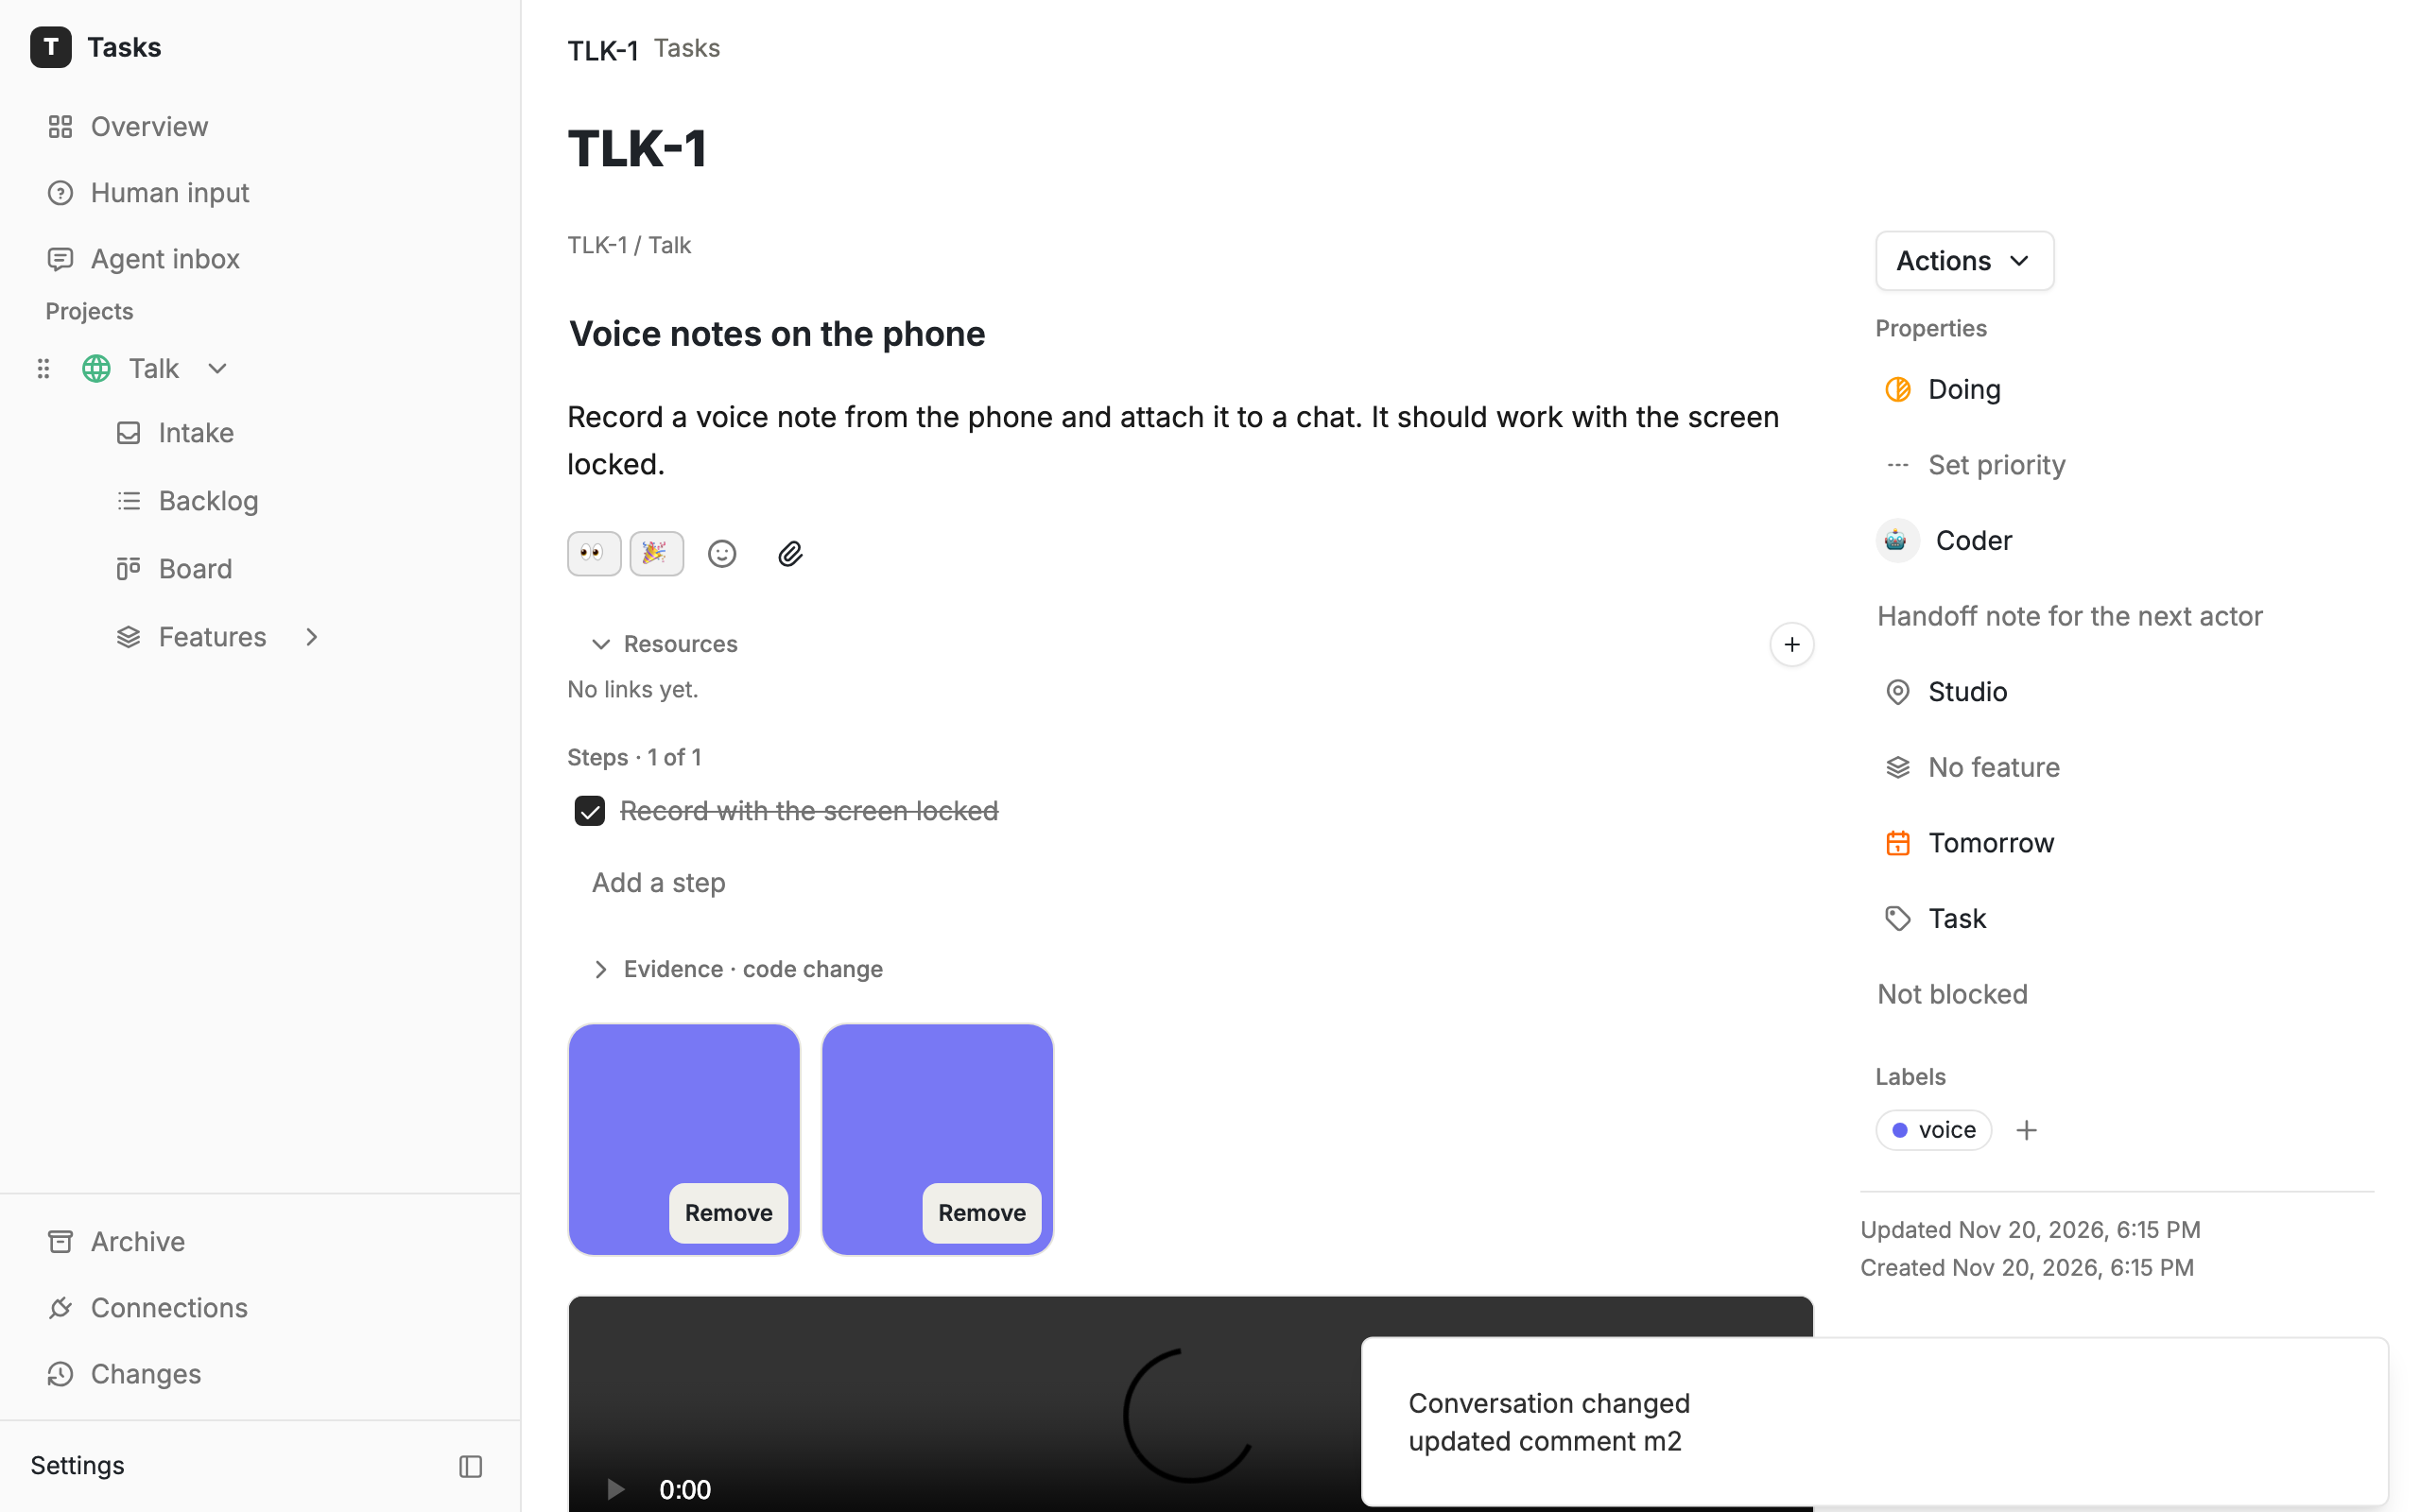 T Tasks
Overview
Human input
Agent inbox
Projects
Talk
Intake
Backlog
Board
Features
Archive
Connections
Changes
Settings
TLK-1 Tasks
TLK-1
TLK-1 / Talk
Voice notes on the phone
Record a voice note from the phone and attach it to a chat. It should work with the screen
locked.
Resources
No links yet.
Steps · 1 of 1
Record with the screen locked
Add a step
Evidence · code change
Remove Remove
0:00
Actions
Properties
Doing
Set priority
Coder
Handoff note for the next actor
Studio
No feature
Tomorrow
Task
Not blocked
Labels
voice
Updated Nov 20, 2026, 6:15 PM
Created Nov 20, 2026, 6:15 PM
Conversation changed
updated comment m2